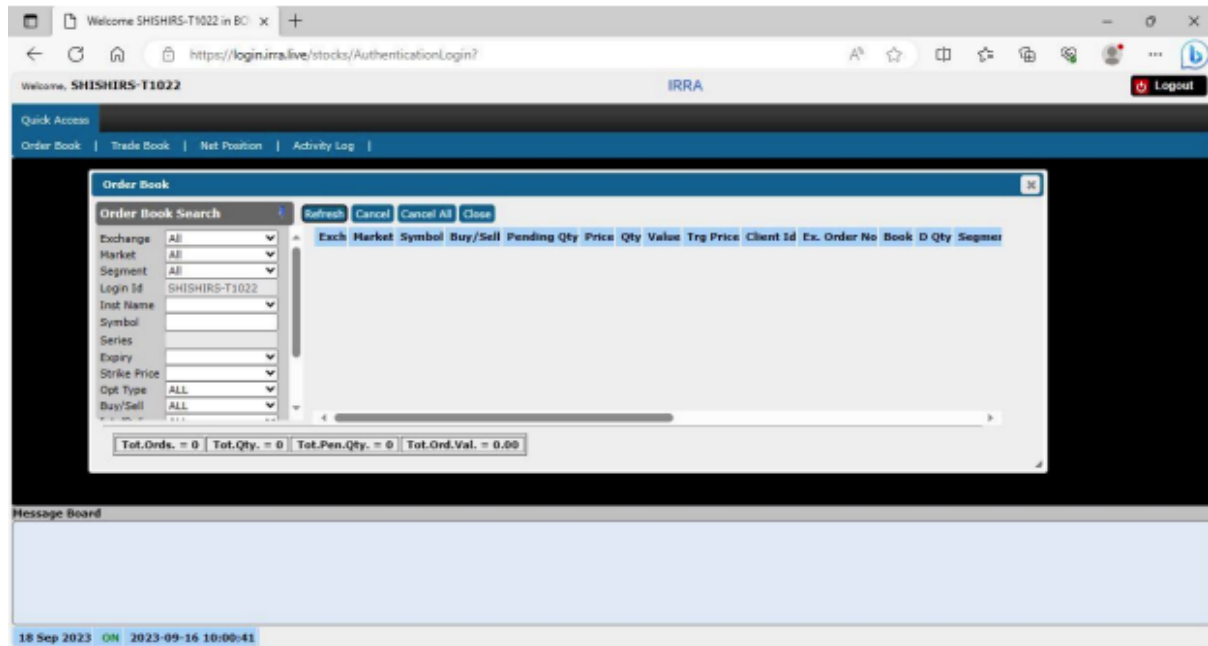 Welcome SHISHIRS-T1022 in BO
https://login.irra.live/stocks/AuthenticationLogin?
Welcome, SHISHIRS-T1022
IRRA
Logout
Quick Access
Order Book | Trade Book | Net Position | Activity Log |
Order Book
Order Book Search
Refresh Cancel Cancel All Close
Exch Market Symbol Buy/Sell Pending Qty Price Qty Value Trg Price Client Id Ex. Order No Book D Qty Segmen
Exchange All
Market All
Segment All
Login Id SHISHIRS-T1022
Inst Name
Symbol
Series
Expiry
Strike Price
Opt Type ALL
Buy/Sell ALL
Tot.Ords. = 0 Tot.Qty. = 0 Tot.Pen.Qty. = 0 Tot.Ord.Val. = 0.00
Message Board
18 Sep 2023 ON 2023-09-16 10:00:41